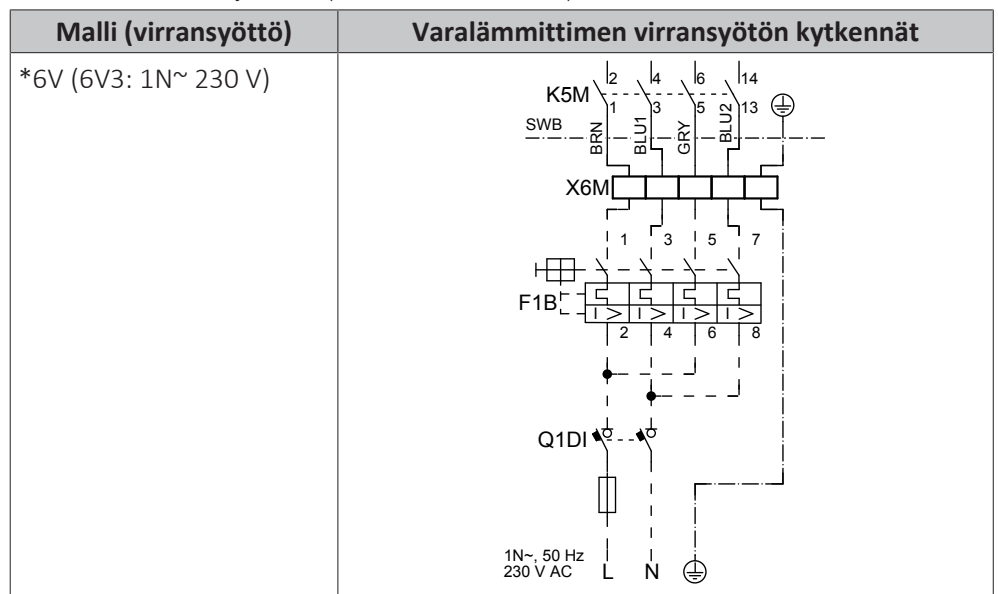 Malli (virransyöttö)
Varalämmittimen virransyötön kytkennät
*6V (6V3: 1N~ 230 V)
2 4 6 14
K5M
1 3 5 13
SWB
BRN BLU1 GRY BLU2
X6M
1 3 5 7
F1B
I > I > I > I >
2 4 6 8
Q1DI
1N~, 50 Hz
230 V AC L N